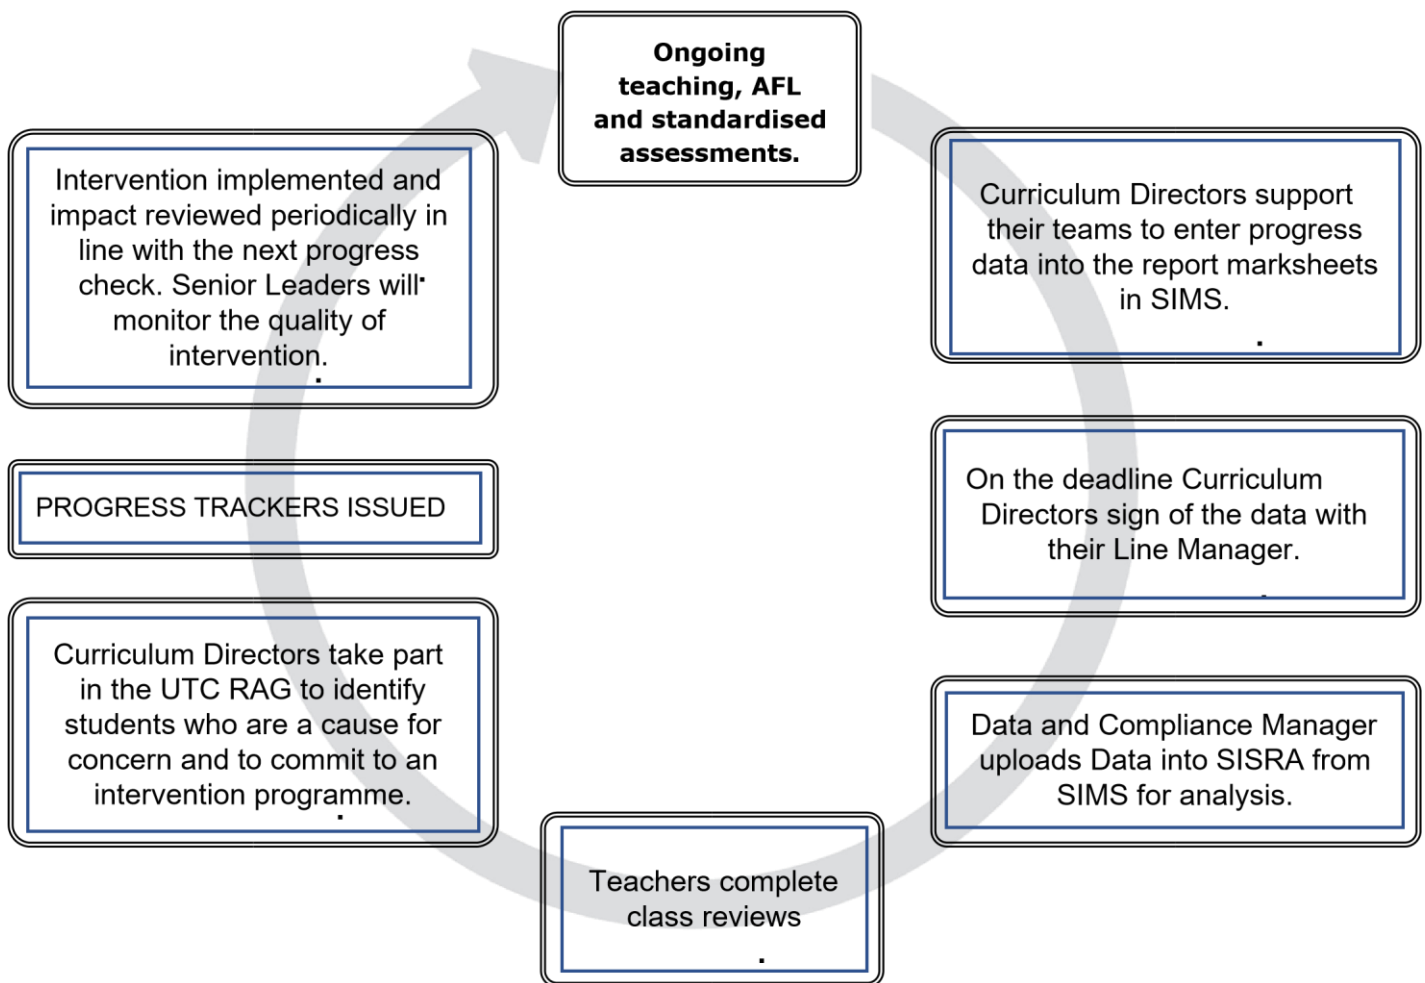 Ongoing
teaching, AFL
and standardised
assessments.
Curriculum Directors support
their teams to enter progress
data into the report marksheets
in SIMS.
.
On the deadline Curriculum
Directors sign of the data with
their Line Manager.
.
Data and Compliance Manager
uploads Data into SISRA from
SIMS for analysis.
Teachers complete
class reviews
.
Curriculum Directors take part
in the UTC RAG to identify
students who are a cause for
concern and to commit to an
intervention programme.
.
PROGRESS TRACKERS ISSUED
Intervention implemented and
impact reviewed periodically in
line with the next progress
check. Senior Leaders will.
monitor the quality of
intervention.
.